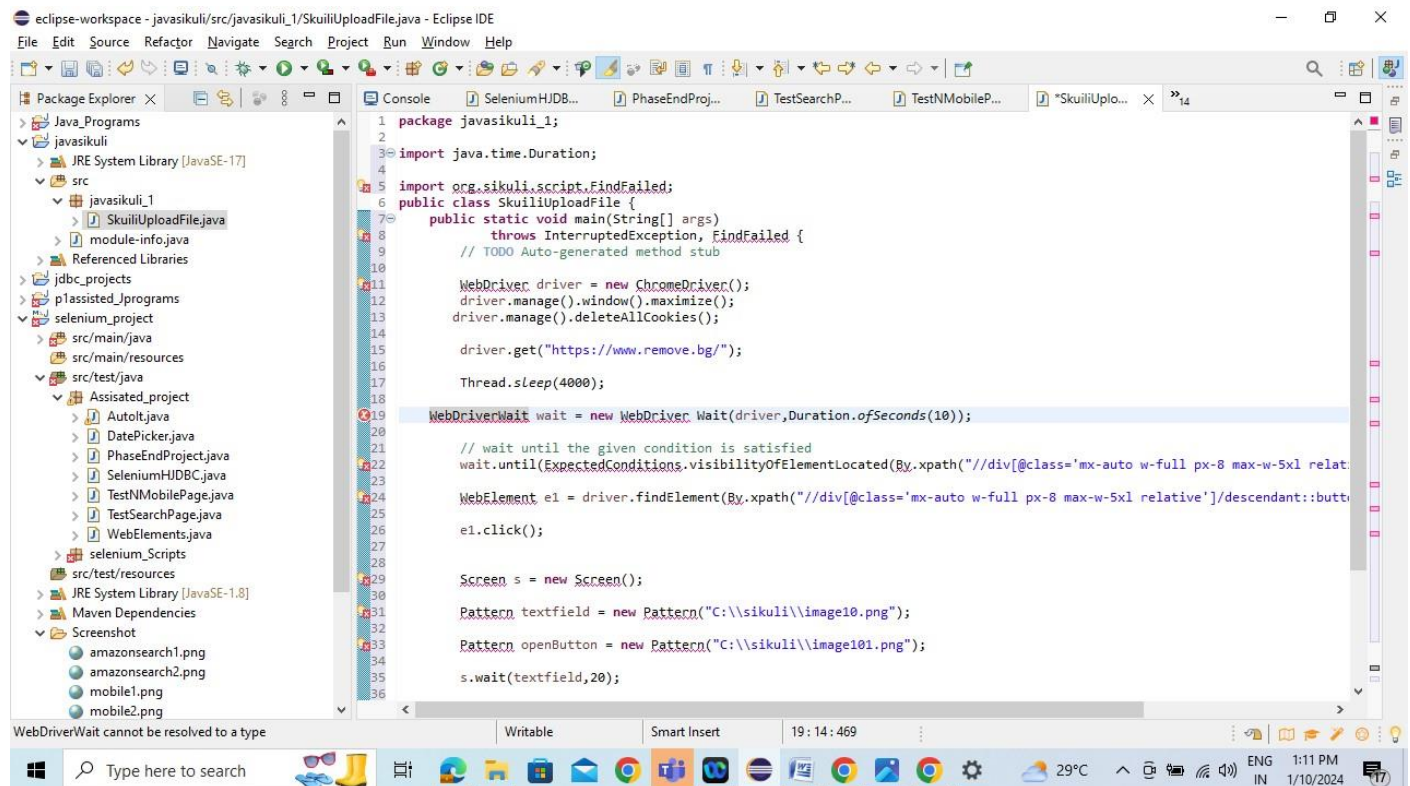 eclipse-workspace - javasikuli/src/javasikuli_1/SkuiliUploadFile.java - Eclipse IDE
File Edit Source Refactor Navigate Search Project Run Window Help
Package Explorer
Java_Programs
javasikuli
JRE System Library [JavaSE-17]
src
javasikuli_1
SkuiliUploadFile.java
module-info.java
Referenced Libraries
jdbc_projects
p1assisted_Jprograms
selenium_project
src/main/java
src/main/resources
src/test/java
Assisated_project
AutoIt.java
DatePicker.java
PhaseEndProject.java
SeleniumHJDBC.java
TestNMobilePage.java
TestSearchPage.java
WebElements.java
selenium_Scripts
src/test/resources
JRE System Library [JavaSE-1.8]
Maven Dependencies
Screenshot
amazonsearch1.png
amazonsearch2.png
mobile1.png
mobile2.png
Console SeleniumHJDB... PhaseEndProj... TestSearchP... TestNMobileP... *SkuiliUplo... 14
1 package javasikuli_1;
2
3 import java.time.Duration;
4
5 import org.sikuli.script.FindFailed;
6 public class SkuiliUploadFile {
7 public static void main(String[] args)
8 throws InterruptedException, FindFailed {
9 // TODO Auto-generated method stub
10
11 WebDriver driver = new ChromeDriver();
12 driver.manage().window().maximize();
13 driver.manage().deleteAllCookies();
14
15 driver.get("https://www.remove.bg/");
16
17 Thread.sleep(4000);
18
19 WebDriverWait wait = new WebDriver Wait(driver,Duration.ofSeconds(10));
20
21 // wait until the given condition is satisfied
22 wait.until(ExpectedConditions.visibilityOfElementLocated(By.xpath("//div[@class='mx-auto w-full px-8 max-w-5xl relat
23
24 WebElement e1 = driver.findElement(By.xpath("//div[@class='mx-auto w-full px-8 max-w-5xl relative']/descendant::butt
25
26 e1.click();
27
28
29 Screen s = new Screen();
30
31 Pattern textfield = new Pattern("C:\\sikuli\\image10.png");
32
33 Pattern openButton = new Pattern("C:\\sikuli\\image101.png");
34
35 s.wait(textfield,20);
36
WebDriverWait cannot be resolved to a type Writable Smart Insert 19 : 14 : 469
Type here to search 29°C ENG IN 1:11 PM 1/10/2024 17